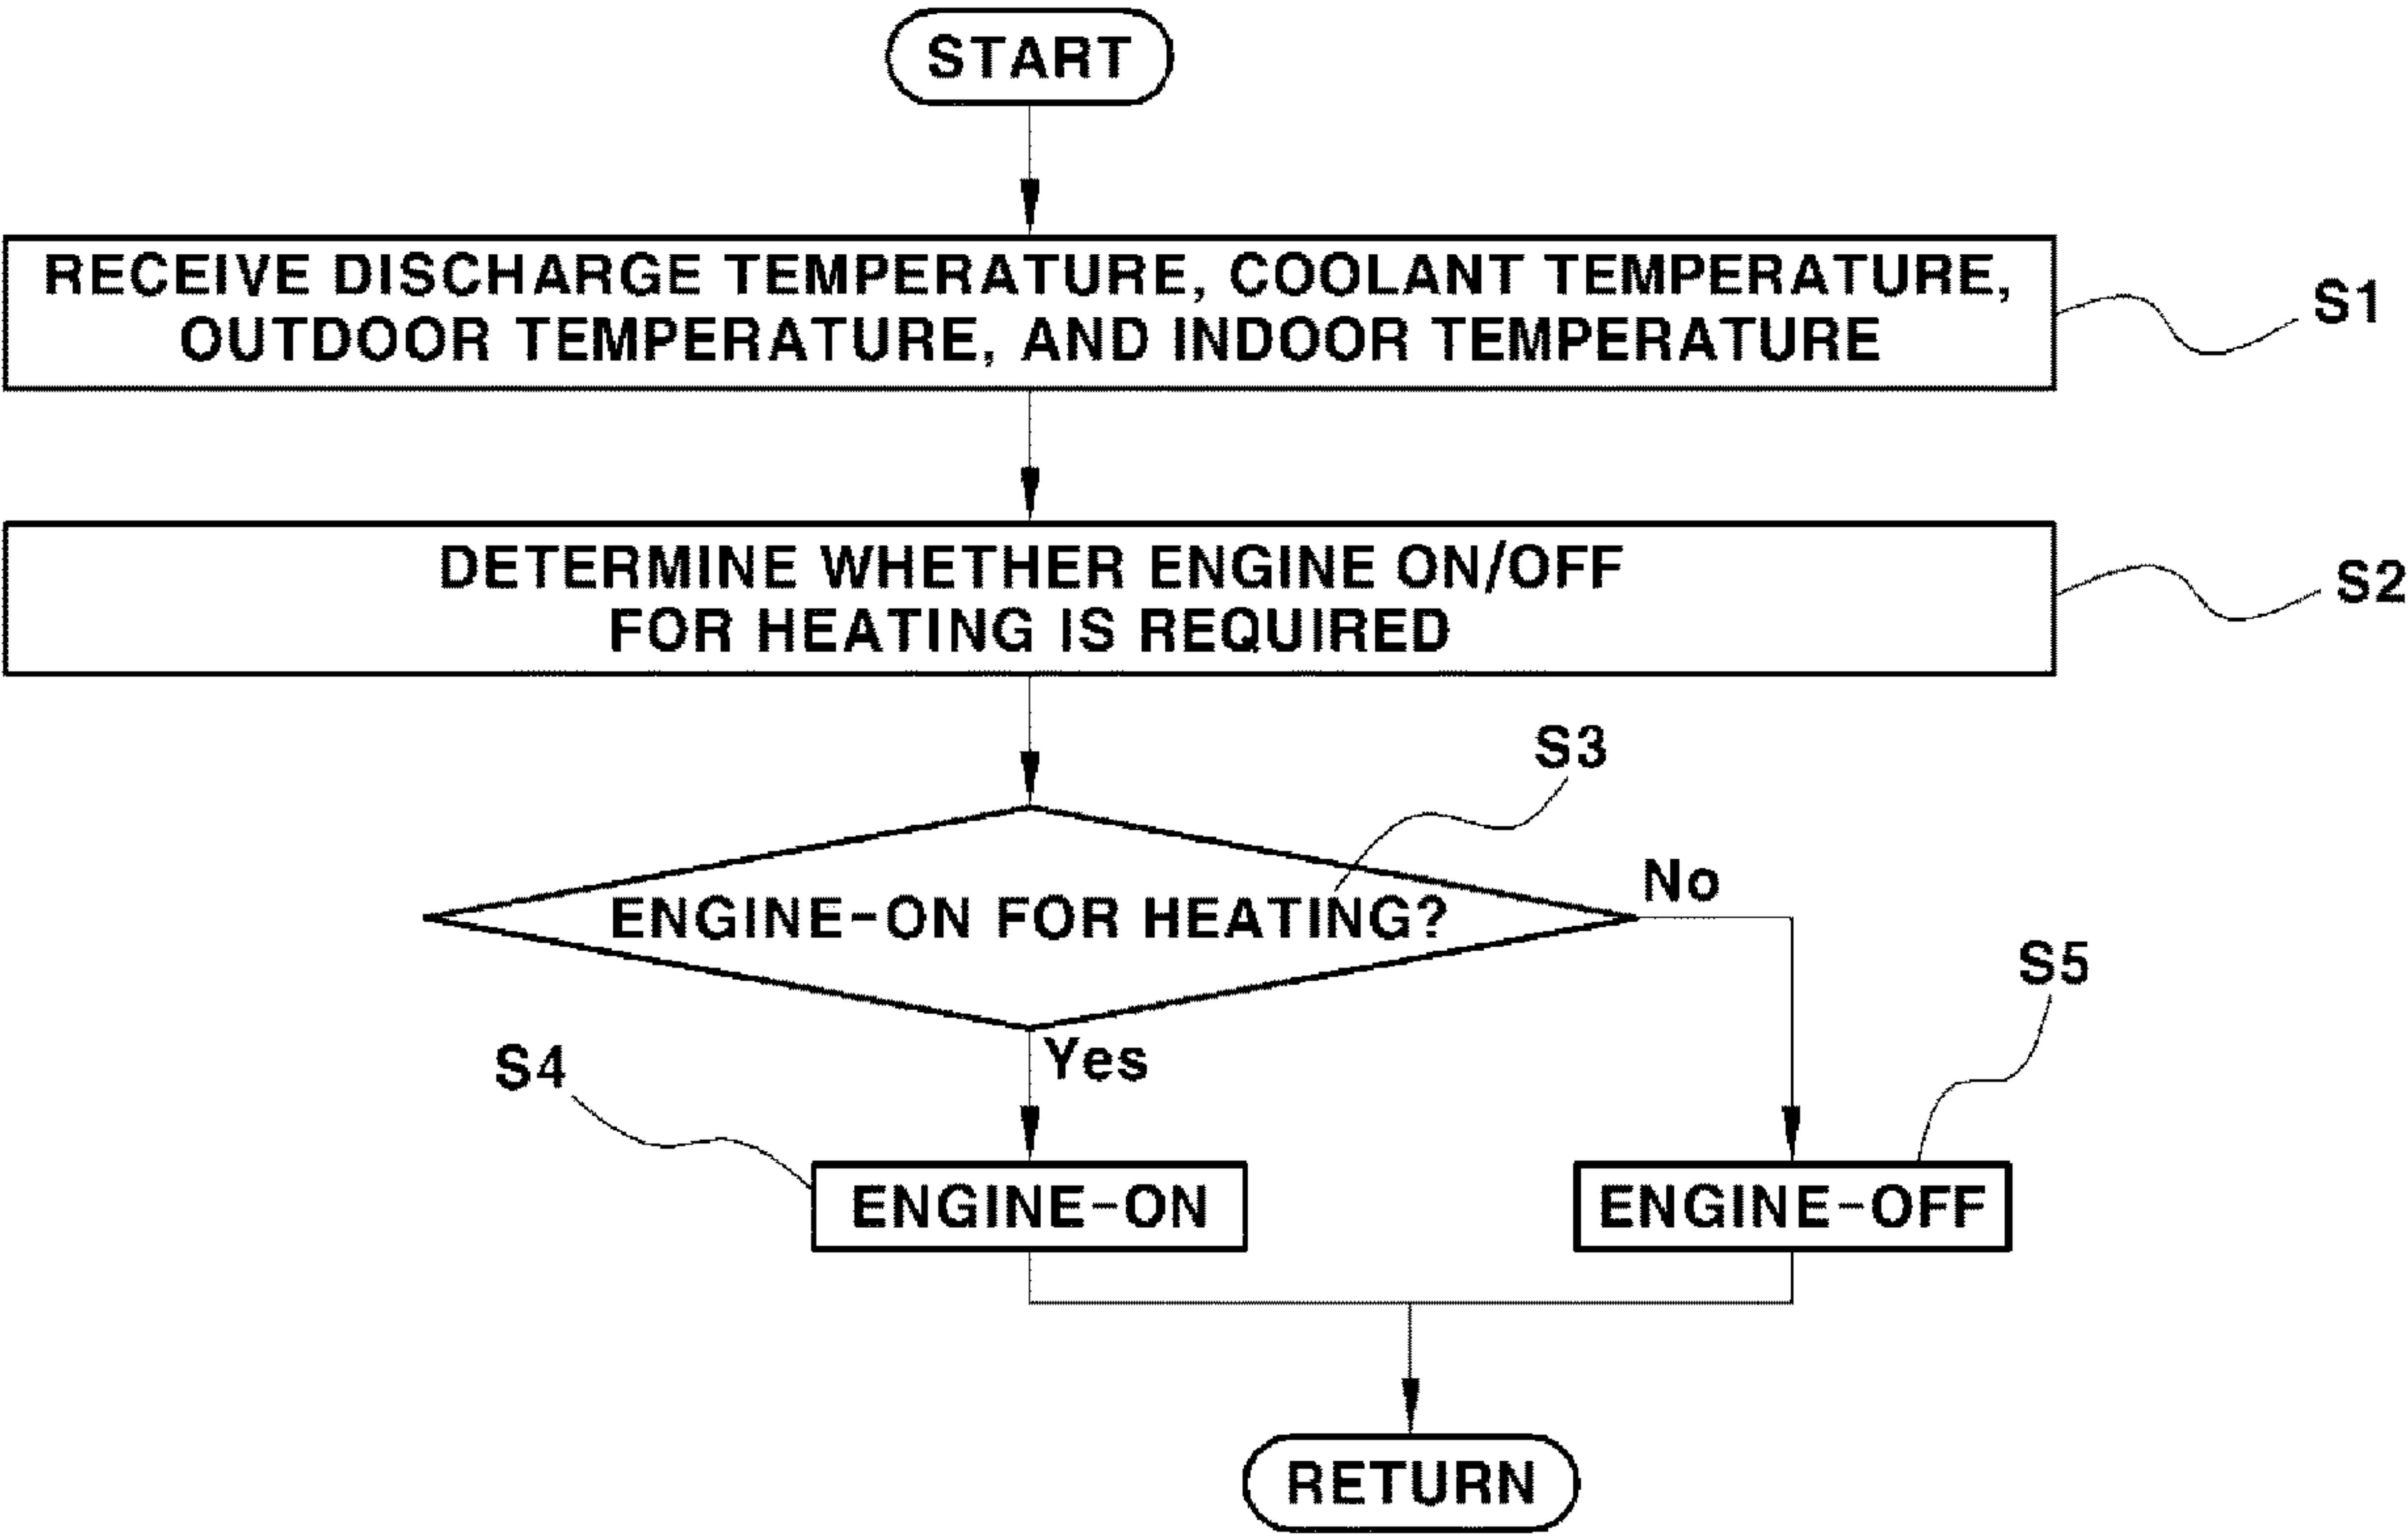 START
RECEIVE DISCHARGE TEMPERATURE, COOLANT TEMPERATURE,
OUTDOOR TEMPERATURE, AND INDOOR TEMPERATURE
S1
DETERMINE WHETHER ENGINE ON/OFF
FOR HEATING IS REQUIRED
S2
S3
ENGINE-ON FOR HEATING?
No
Yes
S4
S5
ENGINE-ON
ENGINE-OFF
RETURN